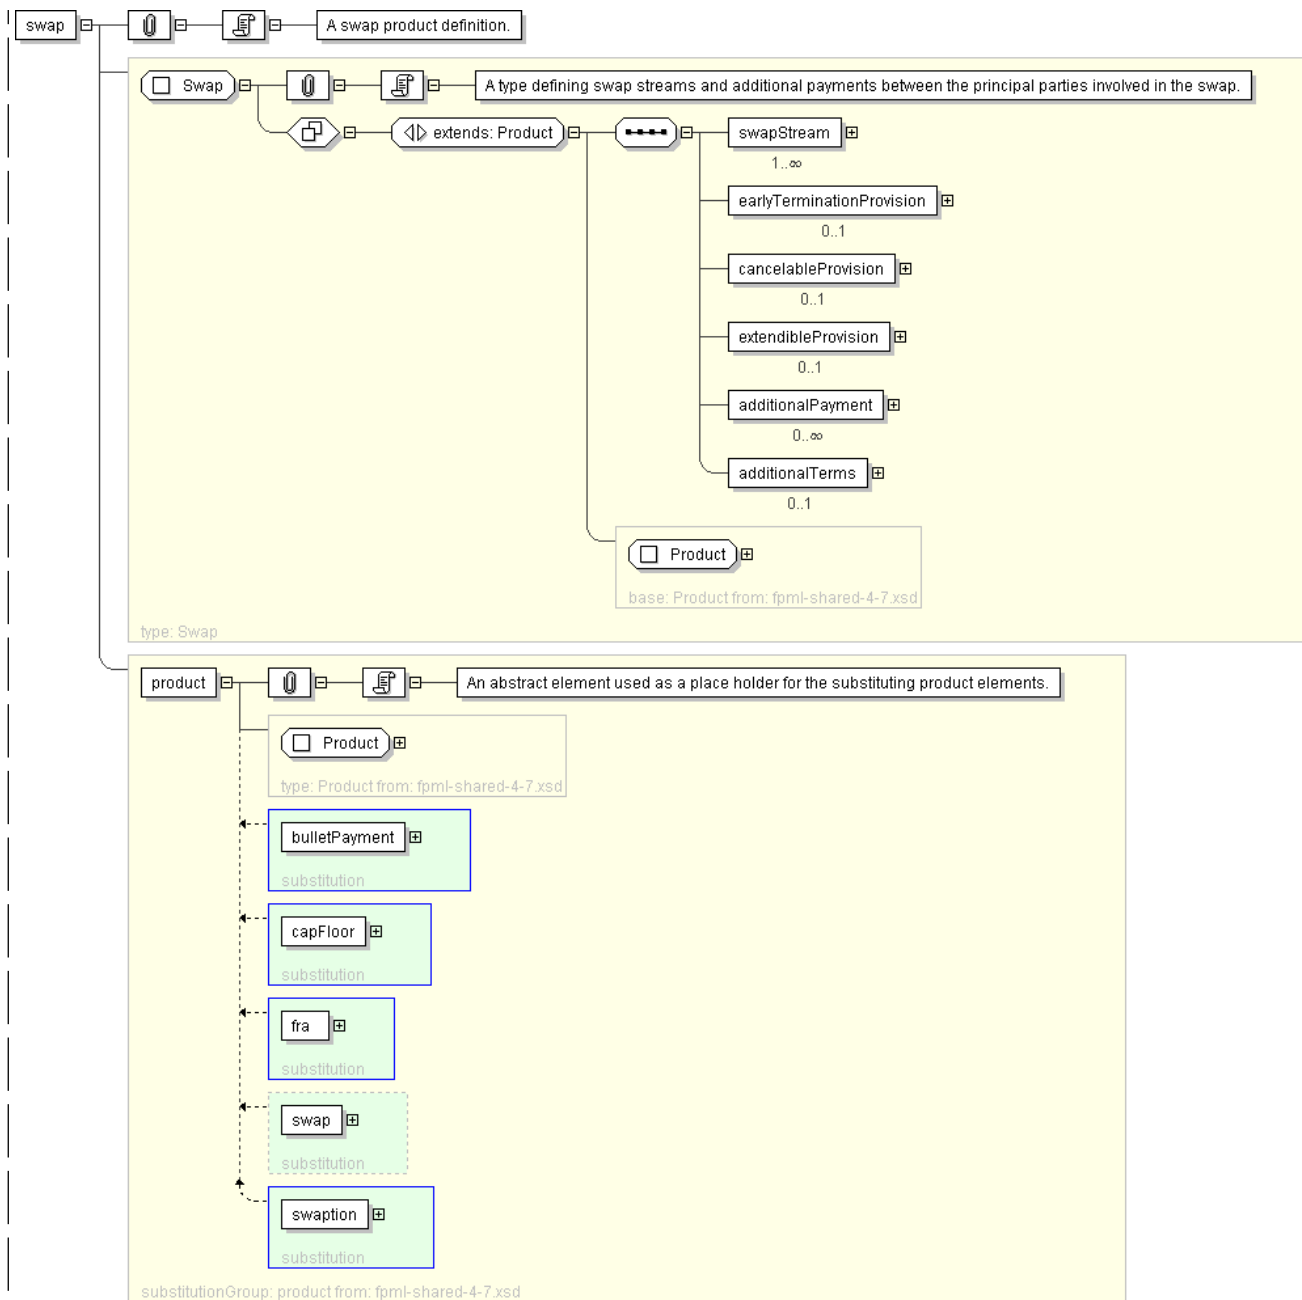 swap
A swap product definition.
Swap
A type defining swap streams and additional payments between the principal parties involved in the swap.
extends: Product
swapStream
1..∞
earlyTerminationProvision
0..1
cancelableProvision
0..1
extendibleProvision
0..1
additionalPayment
0..∞
additionalTerms
0..1
Product
base: Product from: fpml-shared-4-7.xsd
type: Swap
product
An abstract element used as a place holder for the substituting product elements.
Product
type: Product from: fpml-shared-4-7.xsd
bulletPayment
substitution
capFloor
substitution
fra
substitution
swap
substitution
swaption
substitution
substitutionGroup: product from: fpml-shared-4-7.xsd